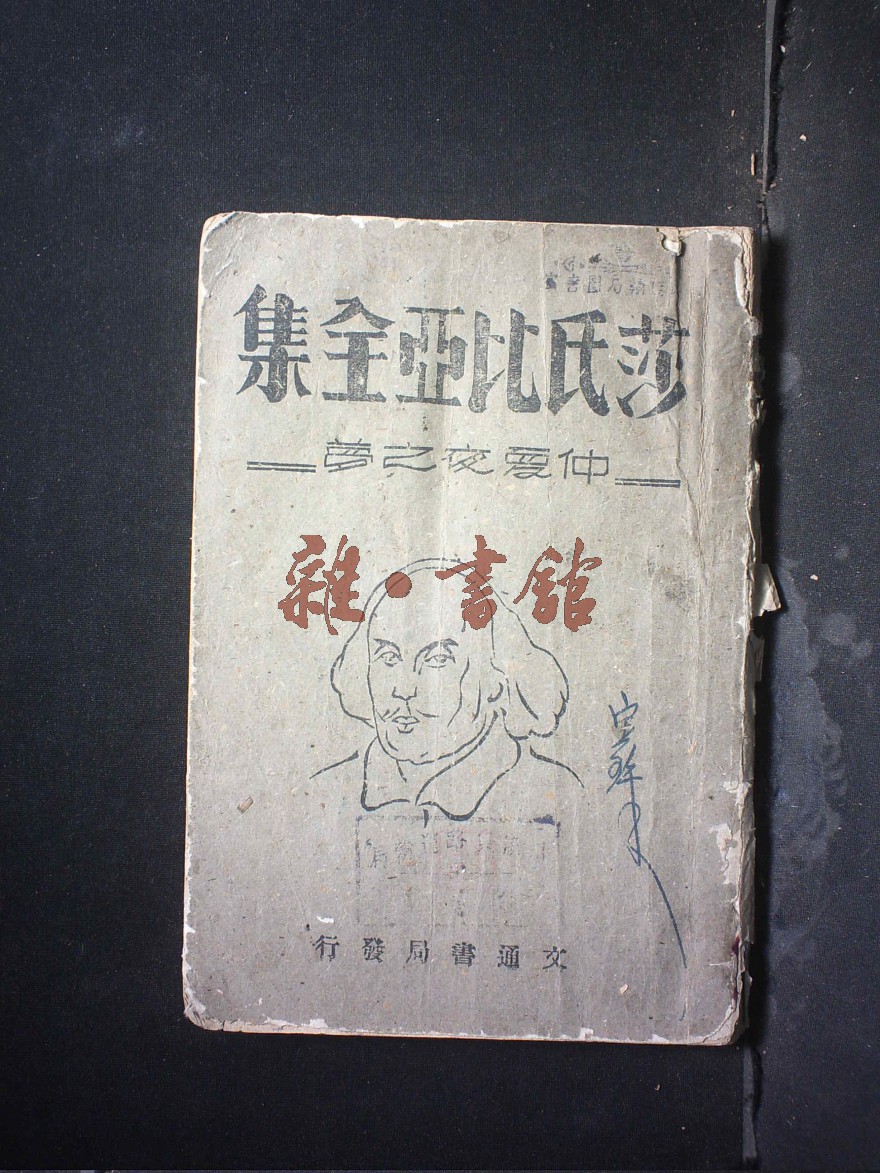 莎氏比亞全集
仲夏夜之夢
雜·書館
文通書局發行